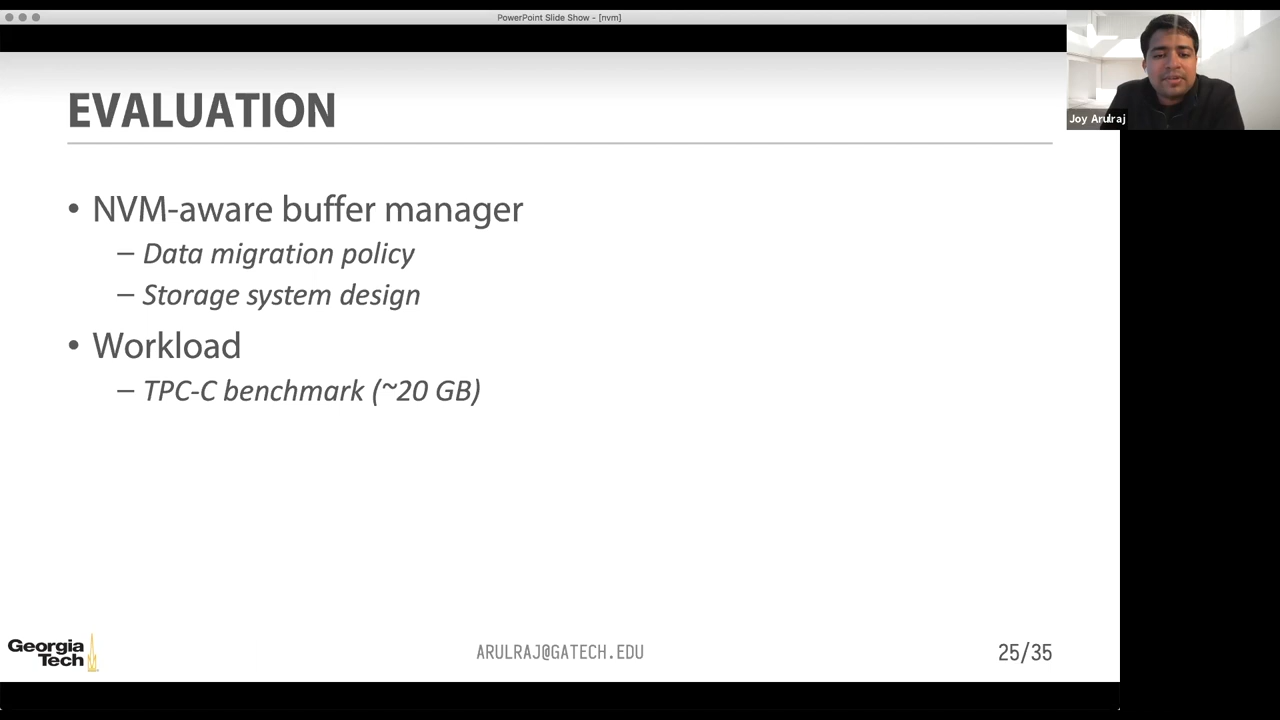 PowerPoint Slide Show - [nvm]
Joy Arulraj
EVALUATION
• NVM-aware buffer manager
– Data migration policy
– Storage system design
• Workload
– TPC-C benchmark (~20 GB)
Georgia
Tech
ARULRAJ@GATECH.EDU
25/35